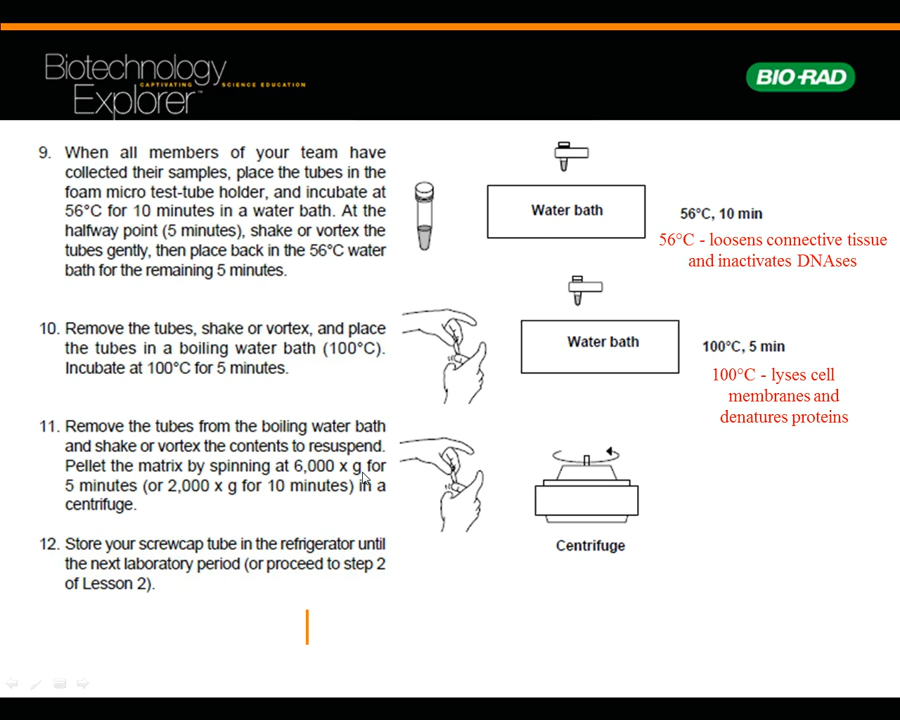 Biotechnology
CAPTIVATING SCIENCE EDUCATION
Explorer™
BIO-RAD
9. When all members of your team have
collected their samples, place the tubes in the
foam micro test-tube holder, and incubate at
56°C for 10 minutes in a water bath. At the
halfway point (5 minutes), shake or vortex the
tubes gently, then place back in the 56°C water
bath for the remaining 5 minutes.
Water bath
56°C, 10 min
56°C - loosens connective tissue
and inactivates DNAses
10. Remove the tubes, shake or vortex, and place
the tubes in a boiling water bath (100°C).
Incubate at 100°C for 5 minutes.
Water bath
100°C, 5 min
100°C - lyses cell
membranes and
denatures proteins
11. Remove the tubes from the boiling water bath
and shake or vortex the contents to resuspend.
Pellet the matrix by spinning at 6,000 x g for
5 minutes (or 2,000 x g for 10 minutes) in a
centrifuge.
Centrifuge
12. Store your screwcap tube in the refrigerator until
the next laboratory period (or proceed to step 2
of Lesson 2).